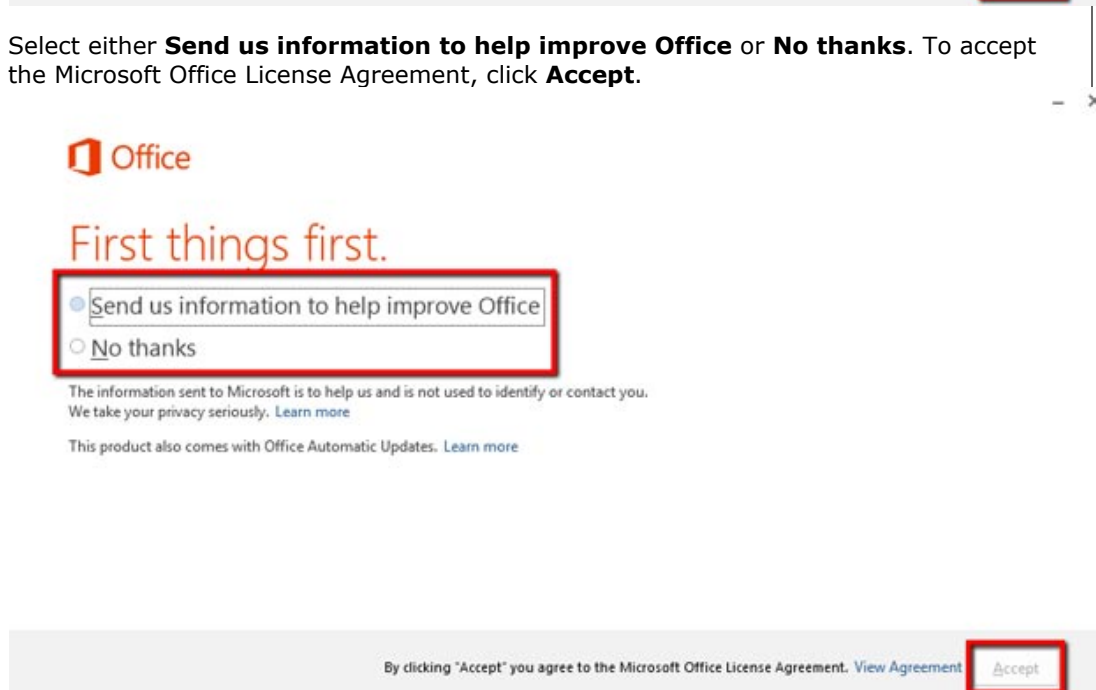 Select either Send us information to help improve Office or No thanks. To accept
the Microsoft Office License Agreement, click Accept.
Office
First things first.
Send us information to help improve Office
No thanks
The information sent to Microsoft is to help us and is not used to identify or contact you.
We take your privacy seriously. Learn more
This product also comes with Office Automatic Updates. Learn more
By clicking "Accept" you agree to the Microsoft Office License Agreement. View Agreement Accept